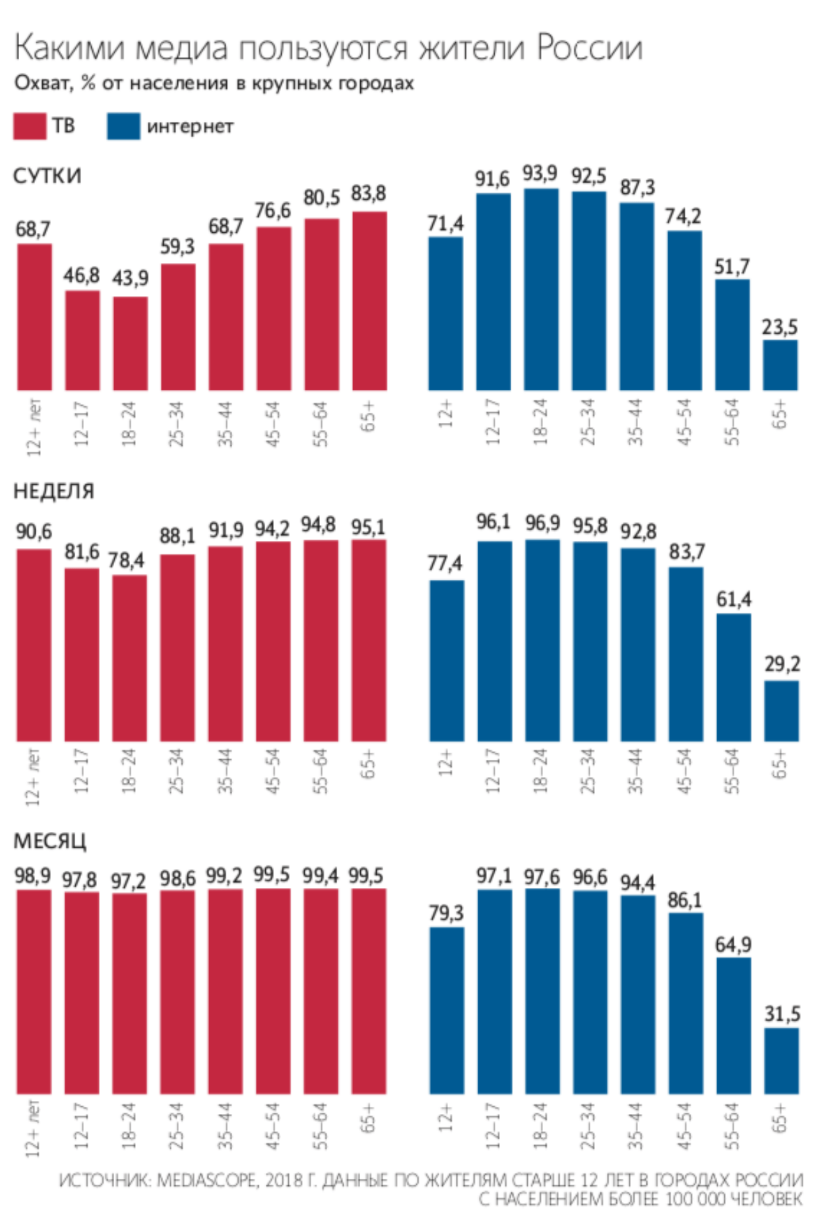 Какими медиа пользуются жители России
Охват, % от населения в крупных городах
ТВ интернет
СУТКИ
68,7 46,8 43,9 59,3 68,7 76,6 80,5 83,8
71,4 91,6 93,9 92,5 87,3 74,2 51,7 23,5
12+ лет 12–17 18–24 25–34 35–44 45–54 55–64 65+
12+ 12–17 18–24 25–34 35–44 45–54 55–64 65+
НЕДЕЛЯ
90,6 81,6 78,4 88,1 91,9 94,2 94,8 95,1
77,4 96,1 96,9 95,8 92,8 83,7 61,4 29,2
12+ лет 12–17 18–24 25–34 35–44 45–54 55–64 65+
12+ 12–17 18–24 25–34 35–44 45–54 55–64 65+
МЕСЯЦ
98,9 97,8 97,2 98,6 99,2 99,5 99,4 99,5
79,3 97,1 97,6 96,6 94,4 86,1 64,9 31,5
12+ лет 12–17 18–24 25–34 35–44 45–54 55–64 65+
12+ 12–17 18–24 25–34 35–44 45–54 55–64 65+
ИСТОЧНИК: MEDIASCOPE, 2018 Г. ДАННЫЕ ПО ЖИТЕЛЯМ СТАРШЕ 12 ЛЕТ В ГОРОДАХ РОССИИ
С НАСЕЛЕНИЕМ БОЛЕЕ 100 000 ЧЕЛОВЕК